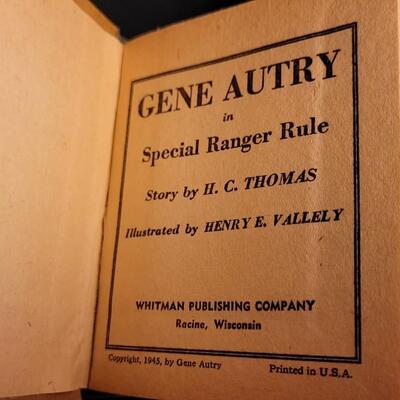 GENE AUTRY
in
Special Ranger Rule
Story by H. C. THOMAS
Illustrated by HENRY E. VALLELY
WHITMAN PUBLISHING COMPANY
Racine, Wisconsin
Copyright, 1945, by Gene Autry Printed in U.S.A.